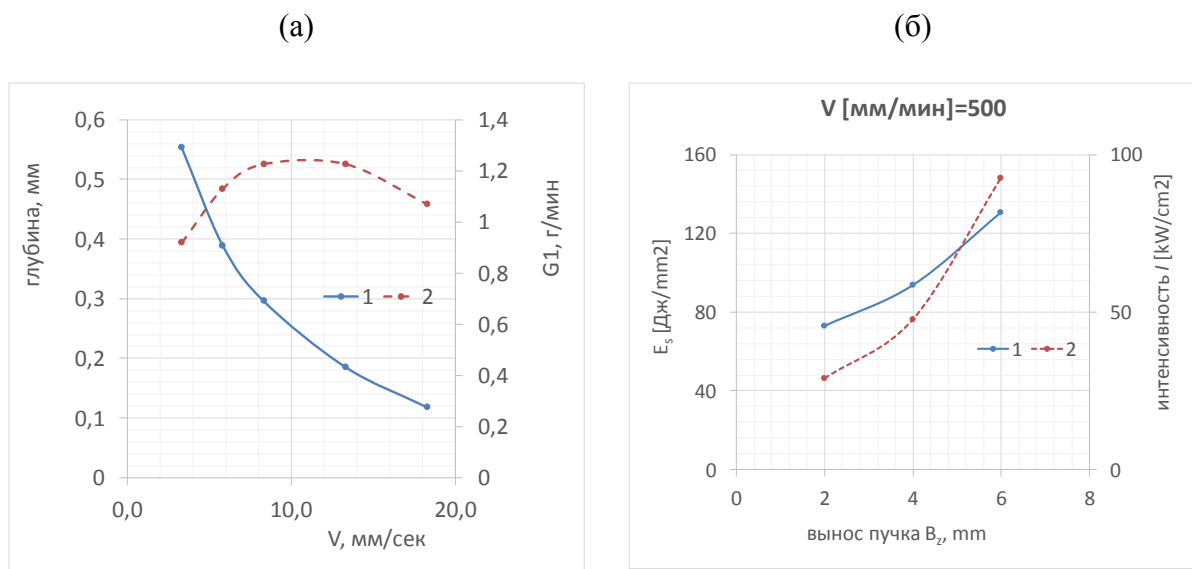 (а)
(б)
глубина, мм
0,6
0,5
0,4
0,3
0,2
0,1
0
1,4
1,2
1
0,8
0,6
0,4
0,2
0
G1, г/мин
1 2
0,0 10,0 20,0
V, мм/сек
V [мм/мин]=500
E_s [Дж/mm2]
160
120
80
40
0
100
50
0
интенсивность I [kW/cm2]
1 2
0 2 4 6 8
вынос пучка B_z, mm